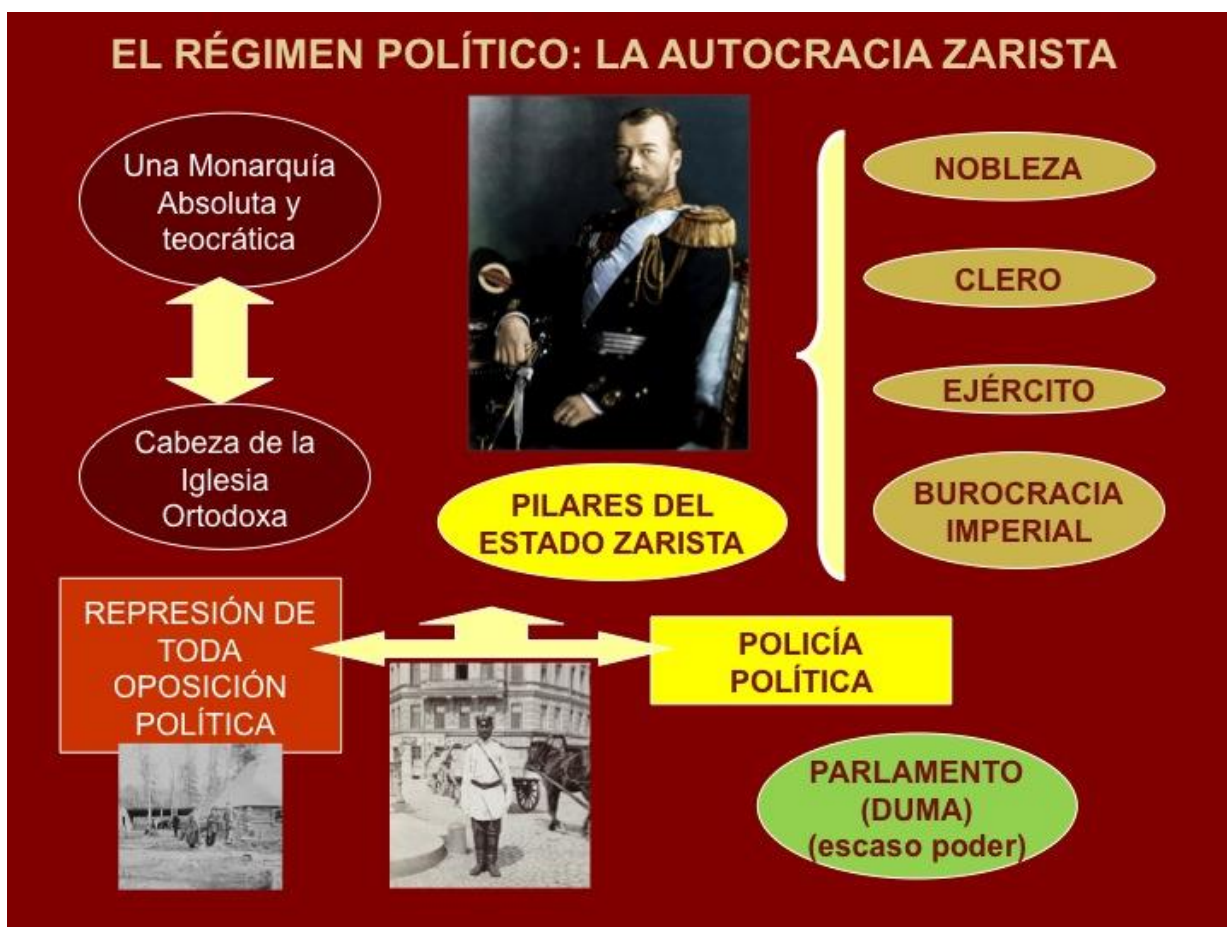 EL RÉGIMEN POLÍTICO: LA AUTOCRACIA ZARISTA
Una Monarquía
Absoluta y
teocrática
Cabeza de la
Iglesia
Ortodoxa
NOBLEZA
CLERO
EJÉRCITO
BUROCRACIA
IMPERIAL
PILARES DEL
ESTADO ZARISTA
REPRESIÓN DE
TODA
OPOSICIÓN
POLÍTICA
POLICÍA
POLÍTICA
PARLAMENTO
(DUMA)
(escaso poder)